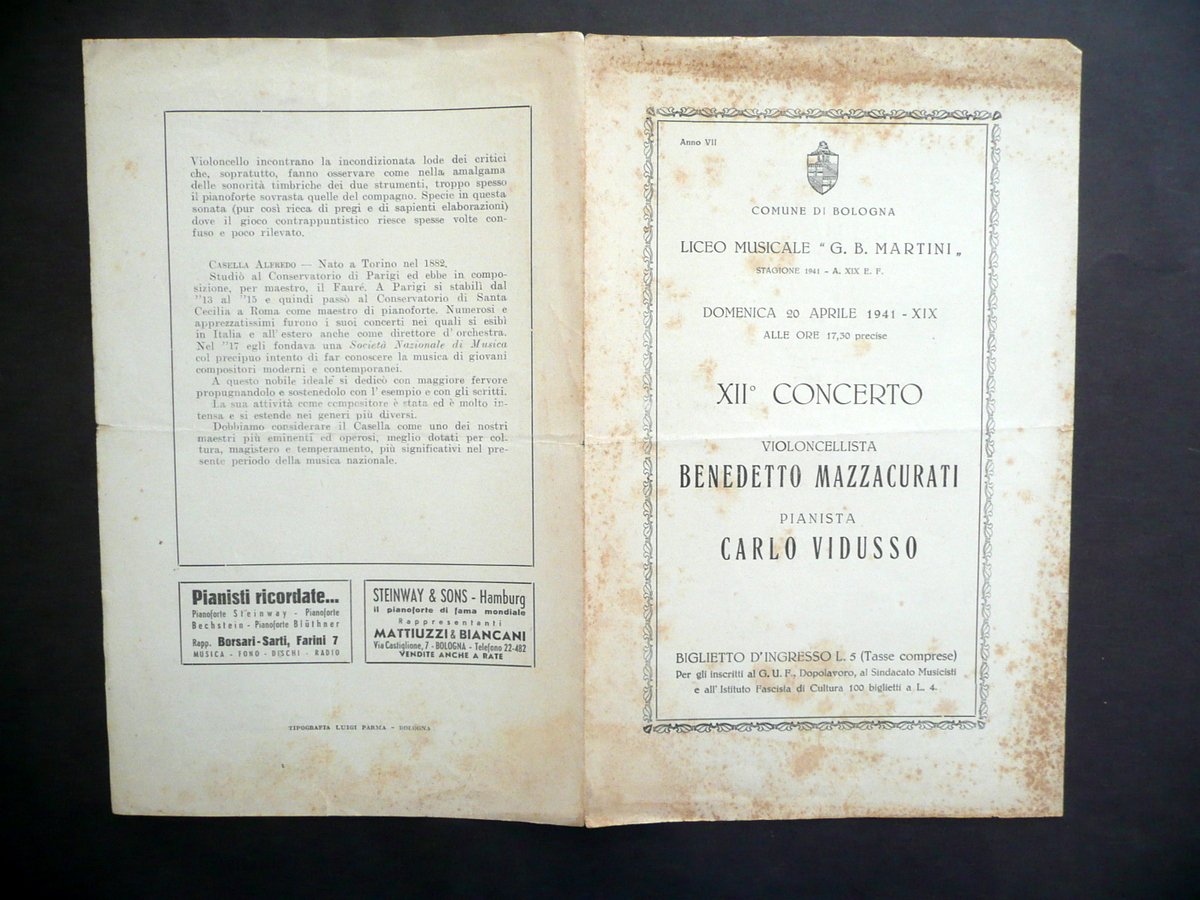 Violoncello incontrano la incondizionata lode dei critici
che, sopratutto, fanno osservare come nella amalgama
delle sonorità timbriche dei due strumenti, troppo spesso
il pianoforte sovrasta quelle del compagno. Specie in questa
sonata (pur così ricca di pregi e di sapienti elaborazioni)
dove il gioco contrappuntistico riesce spesse volte con-
fuso e poco rilevato.
Casella Alfredo — Nato a Torino nel 1882.
Studiò al Conservatorio di Parigi ed ebbe in compo-
sizione, per maestro, il Fauré. A Parigi si stabilì dal
''13 al ''15 e quindi passò al Conservatorio di Santa
Cecilia a Roma come maestro di pianoforte. Numerosi e
apprezzatissimi furono i suoi concerti nei quali si esibì
in Italia e all'estero anche come direttore d'orchestra.
Nel ''17 egli fondava una Società Nazionale di Musica
col precipuo intento di far conoscere la musica di giovani
compositori moderni e contemporanei.
A questo nobile ideale si dedicò con maggiore fervore
propugnandolo e sostenèdolo con l'esempio e con gli scritti.
La sua attività come compositore è stata ed è molto in-
tensa e si estende nei generi più diversi.
Dobbiamo considerare il Casella come uno dei nostri
maestri più eminenti ed operosi, meglio dotati per col-
tura, magistero e temperamento, più significativi nel pre-
sente periodo della musica nazionale.
Pianisti ricordate...
Pianoforte Steinway - Pianoforte
Bechstein - Pianoforte Blüthner
Rapp. Borsari-Sarti, Farini 7
MUSICA - FONO - DISCHI - RADIO
STEINWAY & SONS - Hamburg
il pianoforte di fama mondiale
Rappresentanti
MATTIUZZI & BIANCANI
Via Castiglione, 7 - BOLOGNA - Telefono 22-482
VENDITE ANCHE A RATE
TIPOGRAFIA LUIGI PARMA - BOLOGNA
Anno VII
COMUNE DI BOLOGNA
LICEO MUSICALE “ G. B. MARTINI „
STAGIONE 1941 - A. XIX E. F.
DOMENICA 20 APRILE 1941 - XIX
ALLE ORE 17,30 precise
XII° CONCERTO
VIOLONCELLISTA
BENEDETTO MAZZACURATI
PIANISTA
CARLO VIDUSSO
BIGLIETTO D'INGRESSO L. 5 (Tasse comprese)
Per gli inscritti al G. U. F., Dopolavoro, al Sindacato Musicisti
e all'Istituto Fascista di Cultura 100 biglietti a L. 4.